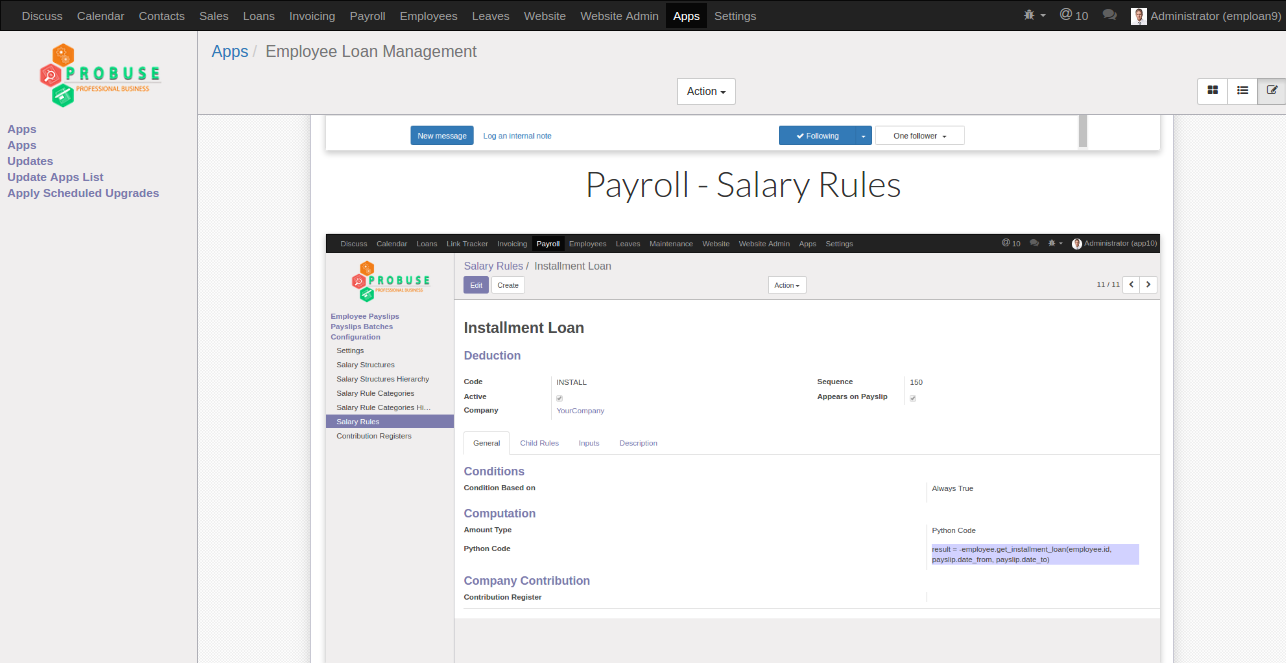 Discuss Calendar Contacts Sales Loans Invoicing Payroll Employees Leaves Website Website Admin Apps Settings @ 10 Administrator (emploan9)
PROBUSE
PROFESSIONAL BUSINESS
Apps / Employee Loan Management
Action
Apps
Apps
Updates
Update Apps List
Apply Scheduled Upgrades
New message Log an internal note Following One follower
Payroll - Salary Rules
Discuss Calendar Loans Link Tracker Invoicing Payroll Employees Leaves Maintenance Website Website Admin Apps Settings @ 10 Administrator (app10)
PROBUSE
PROFESSIONAL BUSINESS
Salary Rules / Installment Loan
Edit Create Action 11 / 11
Employee Payslips
Payslips Batches
Configuration
Settings
Salary Structures
Salary Structures Hierarchy
Salary Rule Categories
Salary Rule Categories Hi...
Salary Rules
Contribution Registers
Installment Loan
Deduction
Code INSTALL Sequence 150
Active Appears on Payslip
Company YourCompany
General Child Rules Inputs Description
Conditions
Condition Based on Always True
Computation
Amount Type Python Code
Python Code result = -employee.get_installment_loan(employee.id,
payslip.date_from, payslip.date_to)
Company Contribution
Contribution Register